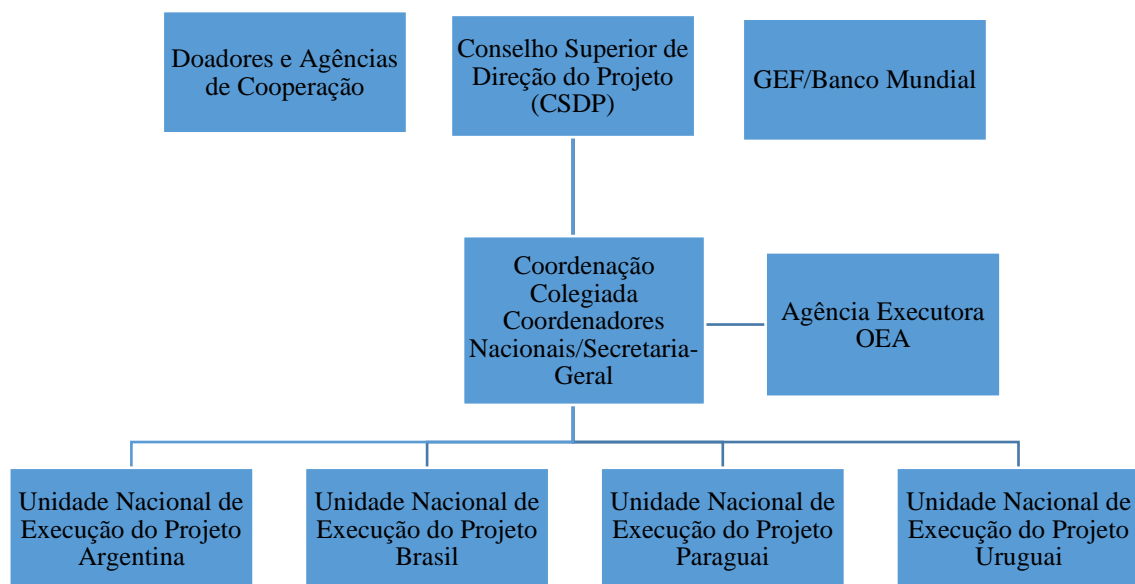 Doadores e Agências
de Cooperação
Conselho Superior de
Direção do Projeto
(CSDP)
GEF/Banco Mundial
Coordenação
Colegiada
Coordenadores
Nacionais/Secretaria-
Geral
Agência Executora
OEA
Unidade Nacional de
Execução do Projeto
Argentina
Unidade Nacional de
Execução do Projeto
Brasil
Unidade Nacional de
Execução do Projeto
Paraguai
Unidade Nacional de
Execução do Projeto
Uruguai